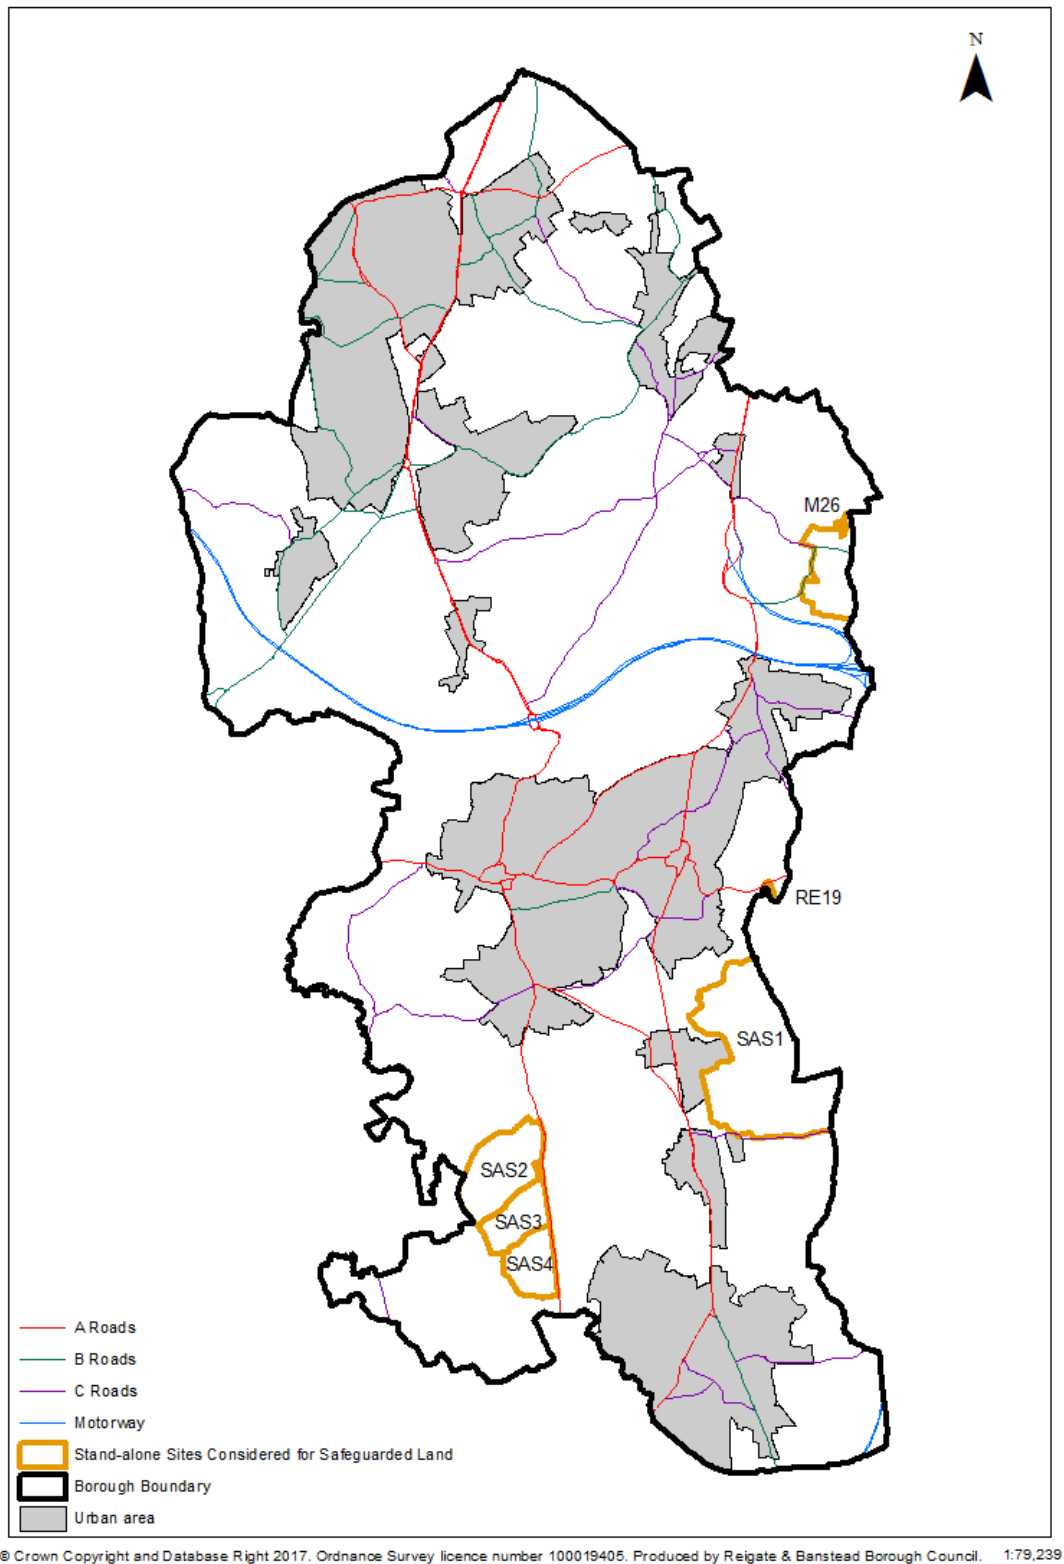 N
M26
RE19
SAS1
SAS2
SAS3
SAS4
A Roads
B Roads
C Roads
Motorway
Stand-alone Sites Considered for Safeguarded Land
Borough Boundary
Urban area
© Crown Copyright and Database Right 2017. Ordnance Survey licence number 100019405. Produced by Reigate & Banstead Borough Council. 1:79,239